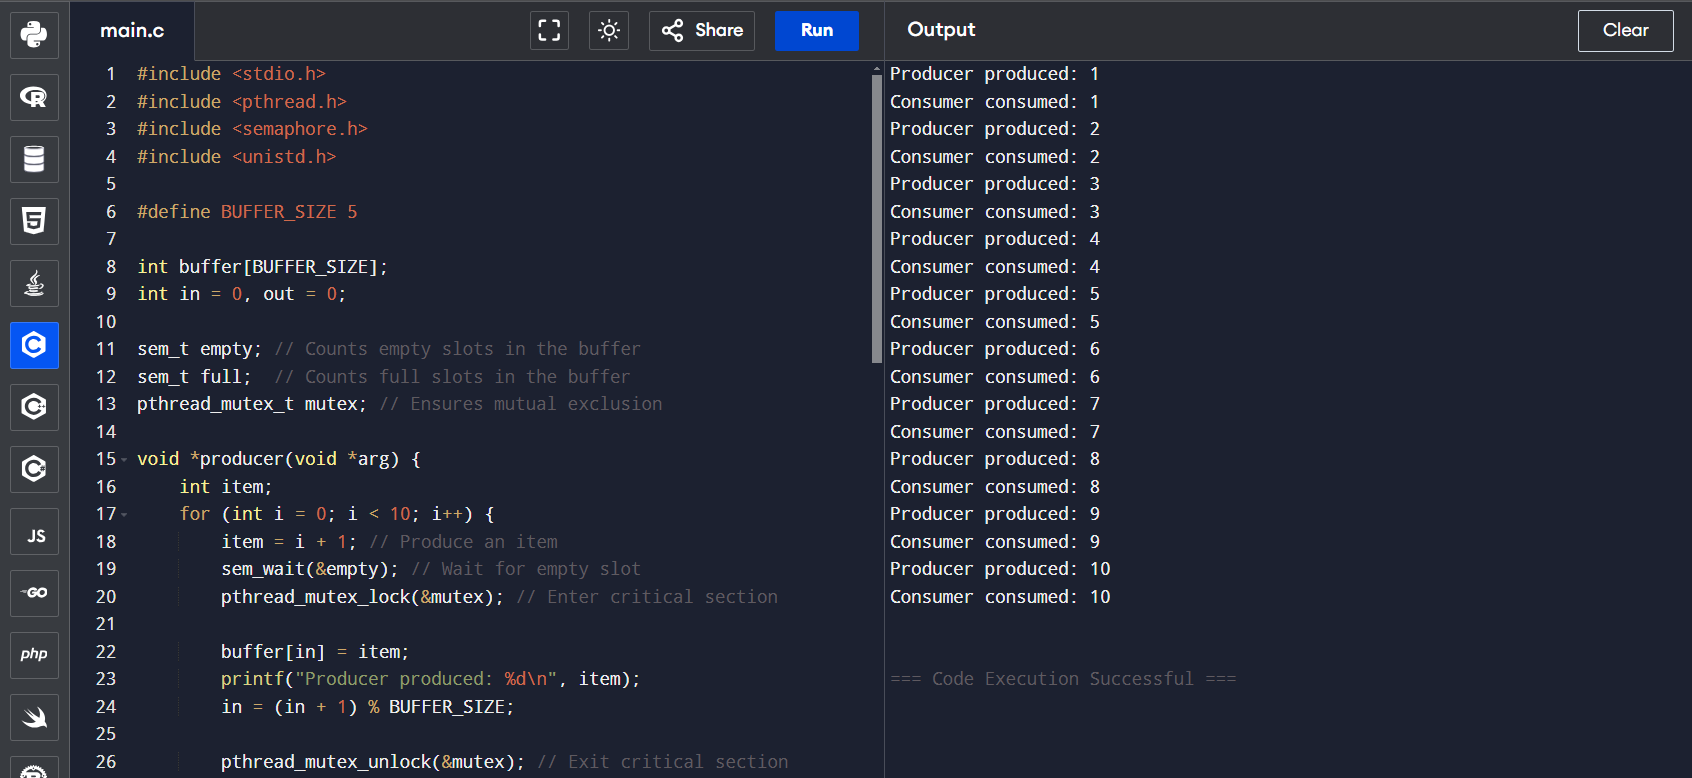 main.c
Share
Run
Output
Clear
1 #include <stdio.h>
2 #include <pthread.h>
3 #include <semaphore.h>
4 #include <unistd.h>
5
6 #define BUFFER_SIZE 5
7
8 int buffer[BUFFER_SIZE];
9 int in = 0, out = 0;
10
11 sem_t empty; // Counts empty slots in the buffer
12 sem_t full;  // Counts full slots in the buffer
13 pthread_mutex_t mutex; // Ensures mutual exclusion
14
15 void *producer(void *arg) {
16     int item;
17     for (int i = 0; i < 10; i++) {
18         item = i + 1; // Produce an item
19         sem_wait(&empty); // Wait for empty slot
20         pthread_mutex_lock(&mutex); // Enter critical section
21
22         buffer[in] = item;
23         printf("Producer produced: %d\n", item);
24         in = (in + 1) % BUFFER_SIZE;
25
26         pthread_mutex_unlock(&mutex); // Exit critical section
Producer produced: 1
Consumer consumed: 1
Producer produced: 2
Consumer consumed: 2
Producer produced: 3
Consumer consumed: 3
Producer produced: 4
Consumer consumed: 4
Producer produced: 5
Consumer consumed: 5
Producer produced: 6
Consumer consumed: 6
Producer produced: 7
Consumer consumed: 7
Producer produced: 8
Consumer consumed: 8
Producer produced: 9
Consumer consumed: 9
Producer produced: 10
Consumer consumed: 10
=== Code Execution Successful ===
R
5
C
C
C
JS
GO
php